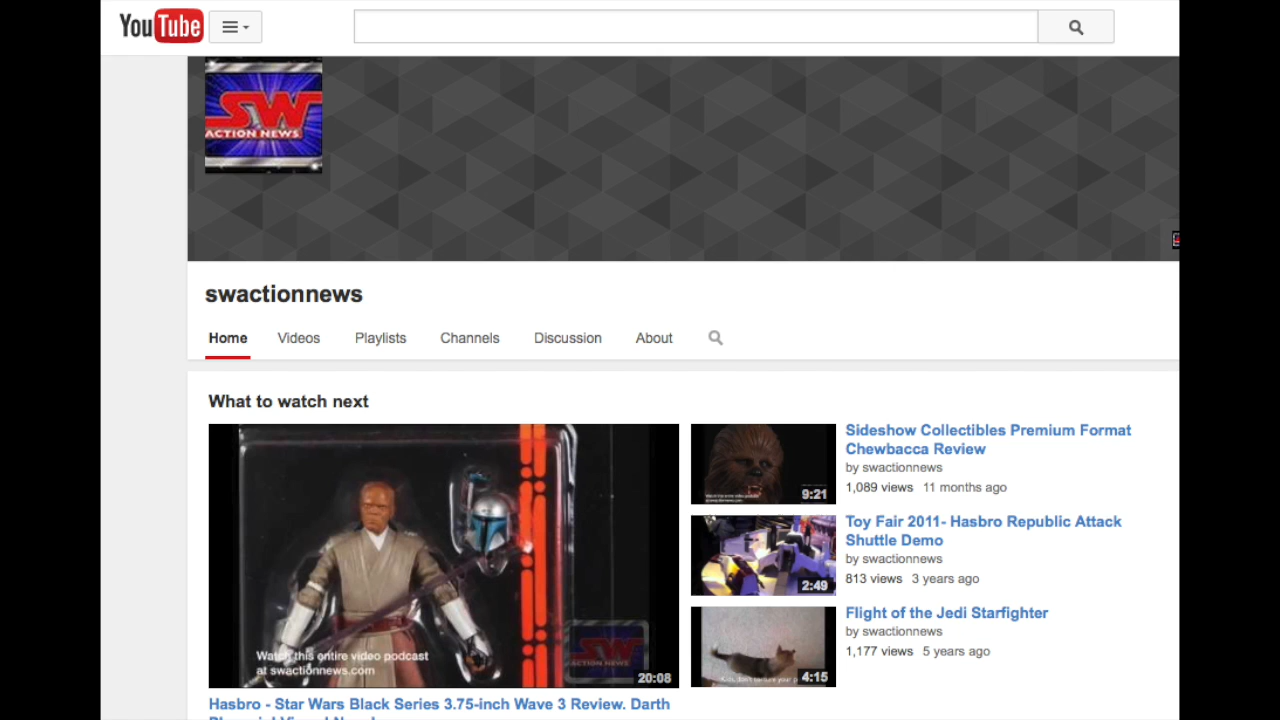 YouTube
SW
ACTION NEWS
swactionnews
Home Videos Playlists Channels Discussion About
What to watch next
Watch this entire video podcast
at swactionnews.com
SW
ACTION NEWS
20:08
Hasbro - Star Wars Black Series 3.75-inch Wave 3 Review. Darth
9:21
Sideshow Collectibles Premium Format
Chewbacca Review
by swactionnews
1,089 views 11 months ago
2:49
Toy Fair 2011- Hasbro Republic Attack
Shuttle Demo
by swactionnews
813 views 3 years ago
4:15
Flight of the Jedi Starfighter
by swactionnews
1,177 views 5 years ago